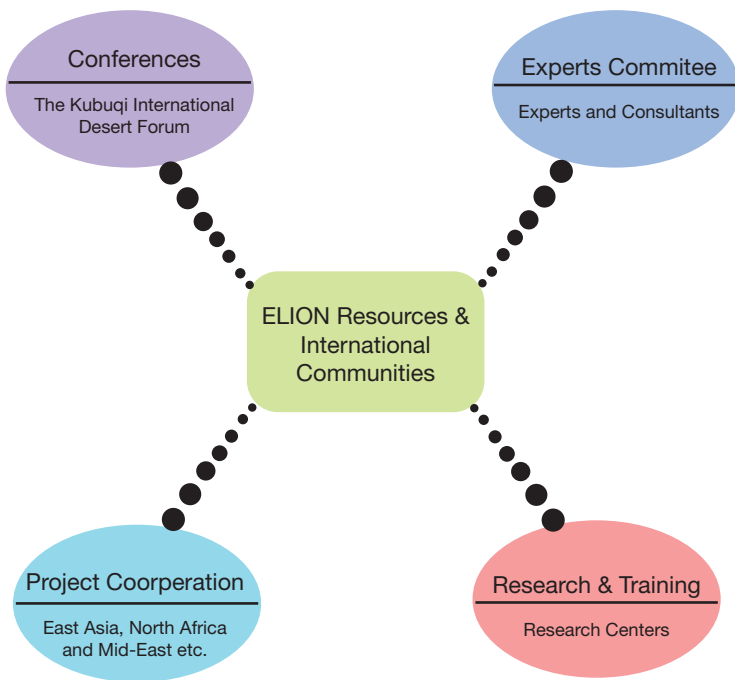 Conferences
The Kubuqi International
Desert Forum
Experts Commitee
Experts and Consultants
ELION Resources &
International
Communities
Project Coorperation
East Asia, North Africa
and Mid-East etc.
Research & Training
Research Centers